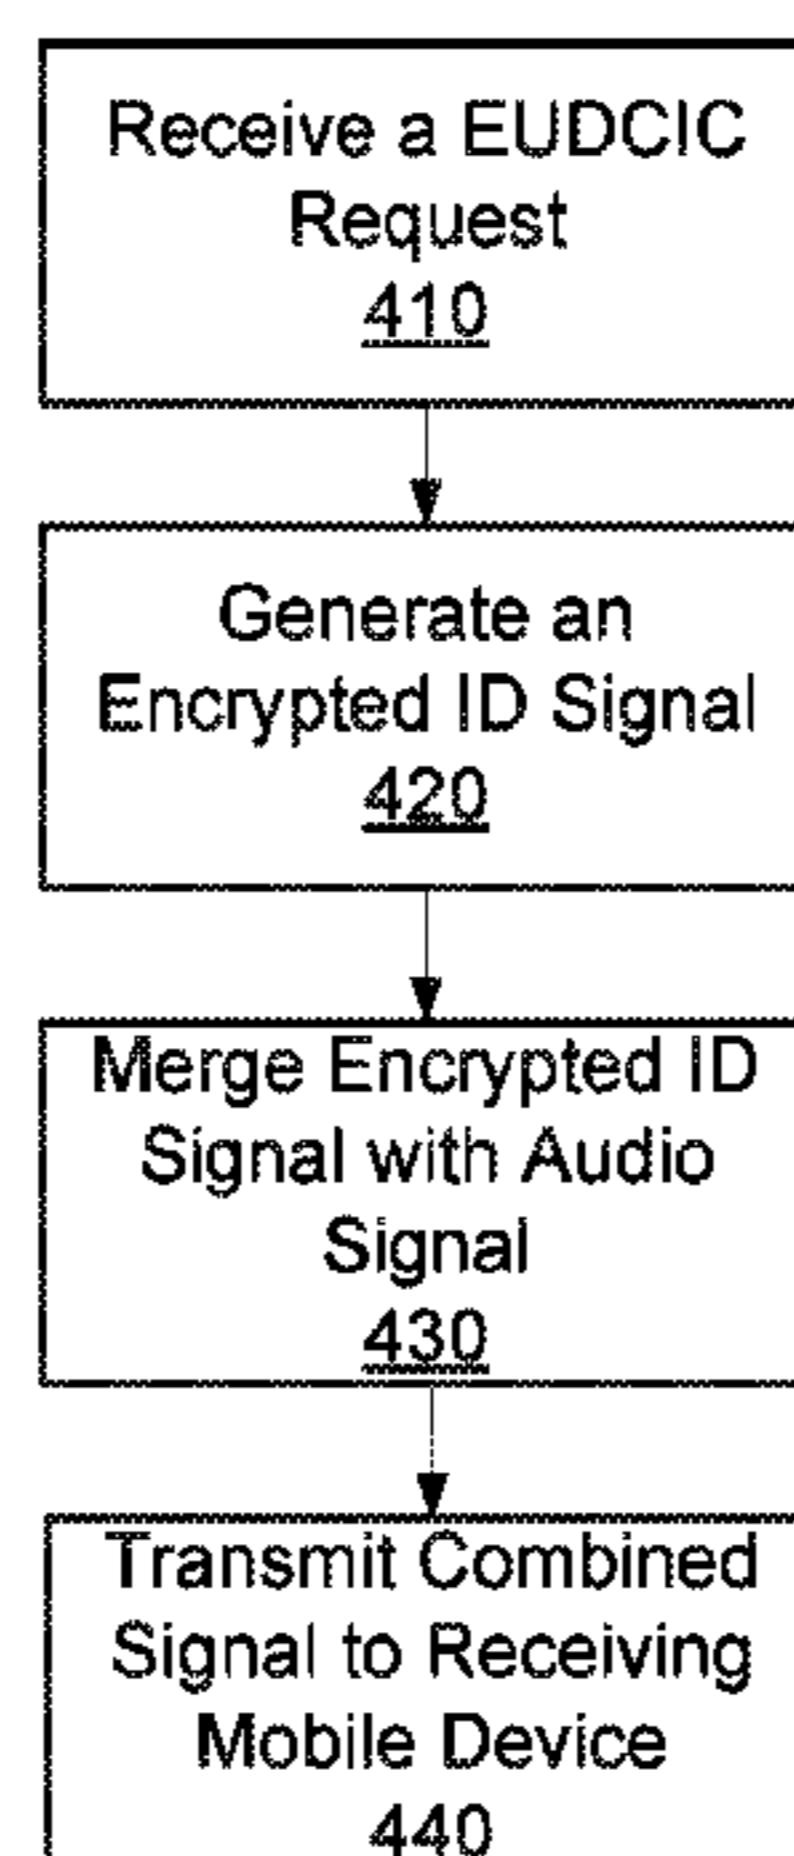 Receive a EUDCIC
Request
410
Generate an
Encrypted ID Signal
420
Merge Encrypted ID
Signal with Audio
Signal
430
Transmit Combined
Signal to Receiving
Mobile Device
440